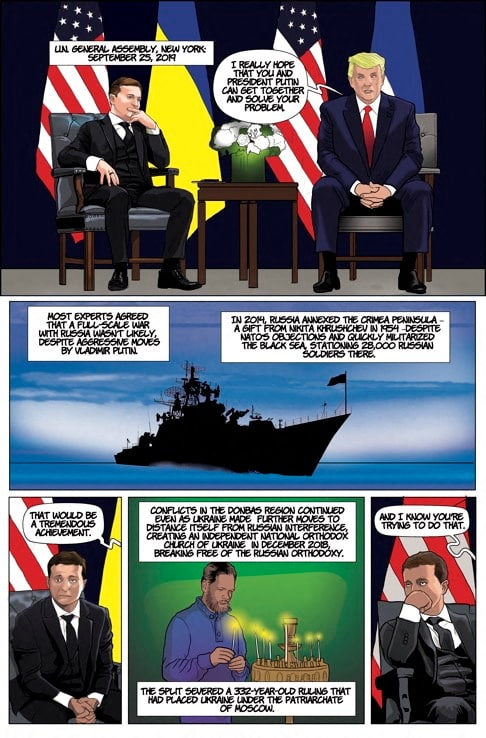 U.N. GENERAL ASSEMBLY, NEW YORK:
SEPTEMBER 25, 2019
I REALLY HOPE
THAT YOU AND
PRESIDENT PUTIN
CAN GET TOGETHER
AND SOLVE YOUR
PROBLEM.
MOST EXPERTS AGREED
THAT A FULL-SCALE WAR
WITH RUSSIA WASN'T LIKELY,
DESPITE AGGRESSIVE MOVES
BY VLADIMIR PUTIN.
IN 2014, RUSSIA ANNEXED THE CRIMEA PENINSULA –
A GIFT FROM NIKITA KHRUSHCHEV IN 1954 –DESPITE
NATO'S OBJECTIONS AND QUICKLY MILITARIZED
THE BLACK SEA, STATIONING 28,000 RUSSIAN
SOLDIERS THERE.
THAT WOULD BE
A TREMENDOUS
ACHIEVEMENT.
CONFLICTS IN THE DONBAS REGION CONTINUED
EVEN AS UKRAINE MADE FURTHER MOVES TO
DISTANCE ITSELF FROM RUSSIAN INTERFERENCE,
CREATING AN INDEPENDENT NATIONAL ORTHODOX
CHURCH OF UKRAINE IN DECEMBER 2018,
BREAKING FREE OF THE RUSSIAN ORTHODOXY.
THE SPLIT SEVERED A 332-YEAR-OLD RULING THAT
HAD PLACED UKRAINE UNDER THE PATRIARCHATE
OF MOSCOW.
AND I KNOW YOU'RE
TRYING TO DO THAT.